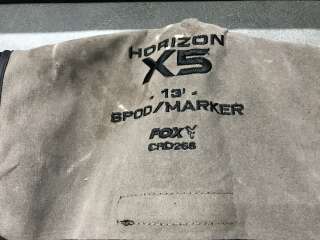 HORIZON
X5
- 13' -
SPOD/MARKER
FOX
CRD268